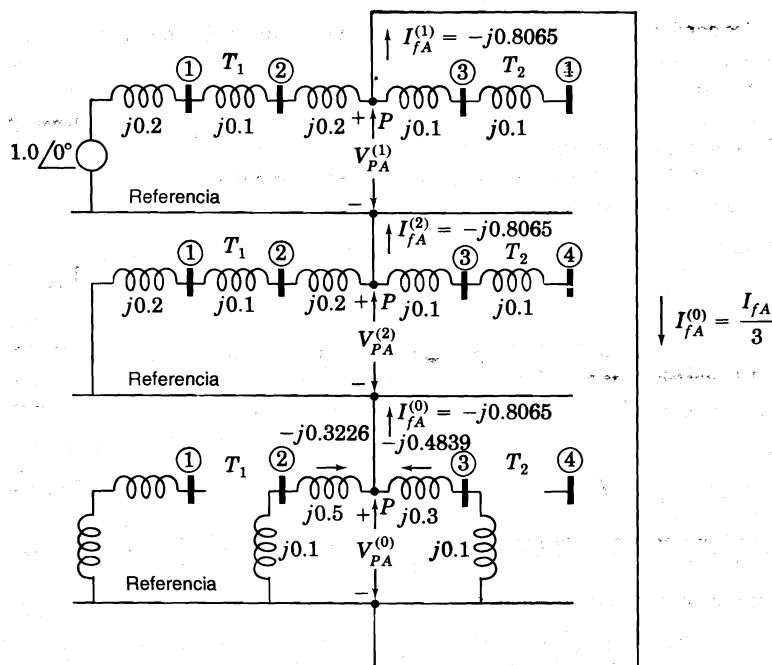 I_{fA}^{(1)} = -j0.8065
① T_1 ② ③ T_2 ④
j0.2 j0.1 j0.2 + P j0.1 j0.1
1.0/0°
V_{PA}^{(1)}
Referencia −
I_{fA}^{(2)} = -j0.8065
① T_1 ② ③ T_2 ④
j0.2 j0.1 j0.2 + P j0.1 j0.1
I_{fA}^{(0)} = \frac{I_{fA}}{3}
V_{PA}^{(2)}
Referencia −
I_{fA}^{(0)} = -j0.8065
-j0.3226 -j0.4839
① T_1 ② ③ T_2 ④
j0.5 + P j0.3
j0.1 V_{PA}^{(0)} j0.1
Referencia −